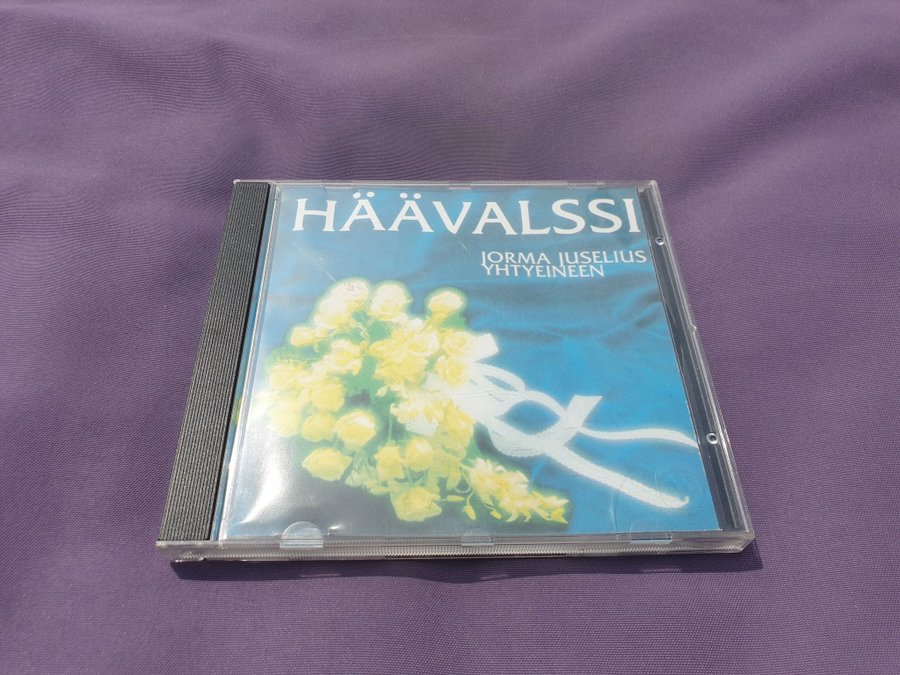 HÄÄVALSSI
JORMA JUSELIUS
YHTYEINEEN